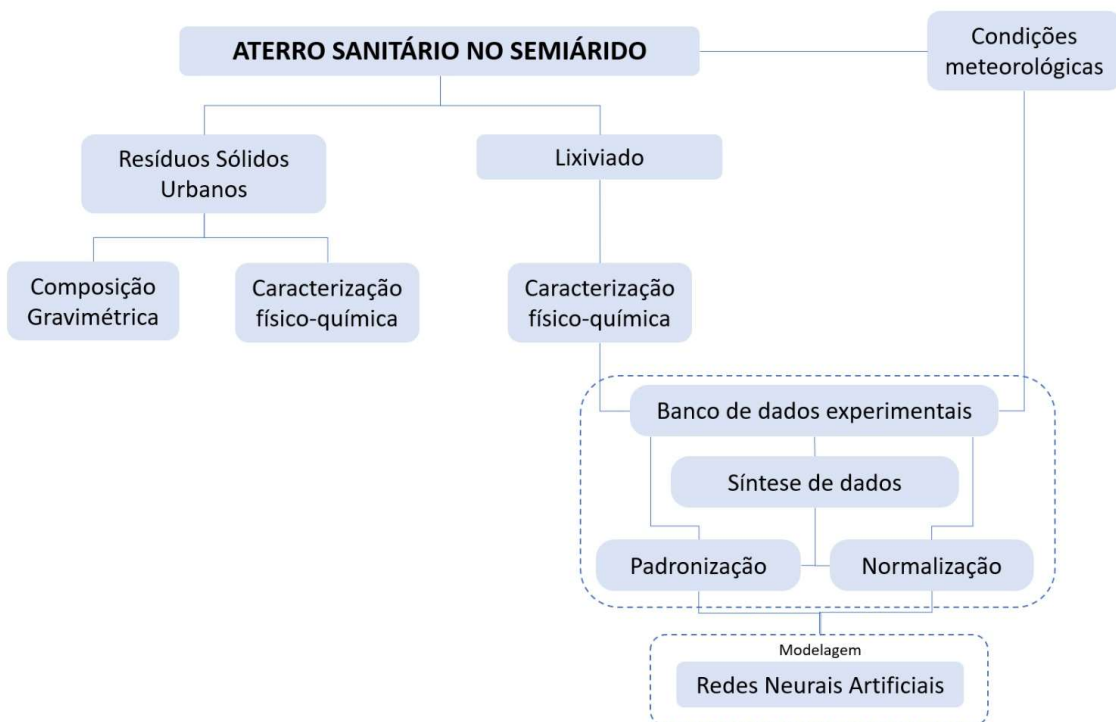 ATERRO SANITÁRIO NO SEMIÁRIDO
Condições
meteorológicas
Resíduos Sólidos
Urbanos
Lixiviado
Composição
Gravimétrica
Caracterização
físico-química
Caracterização
físico-química
Banco de dados experimentais
Síntese de dados
Padronização
Normalização
Modelagem
Redes Neurais Artificiais